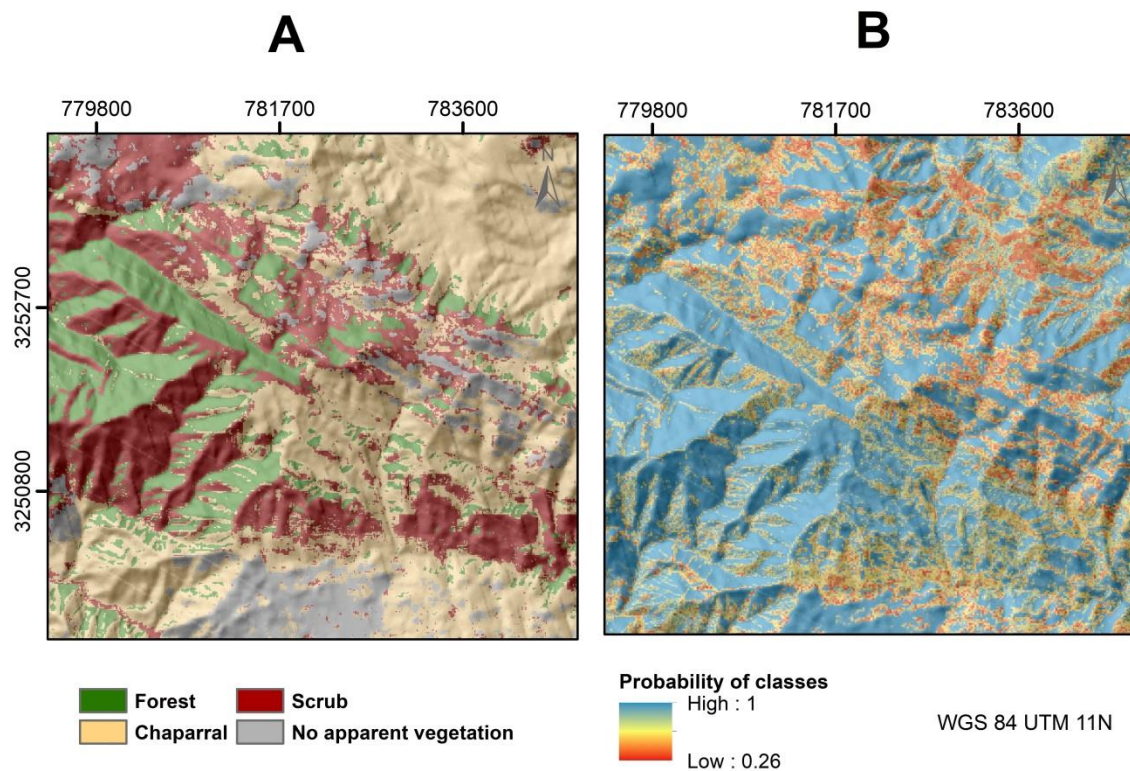 A B
779800 781700 783600 779800 781700 783600
N
3252700
3250800
Forest Scrub
Chaparral No apparent vegetation
Probability of classes
High : 1
Low : 0.26
WGS 84 UTM 11N